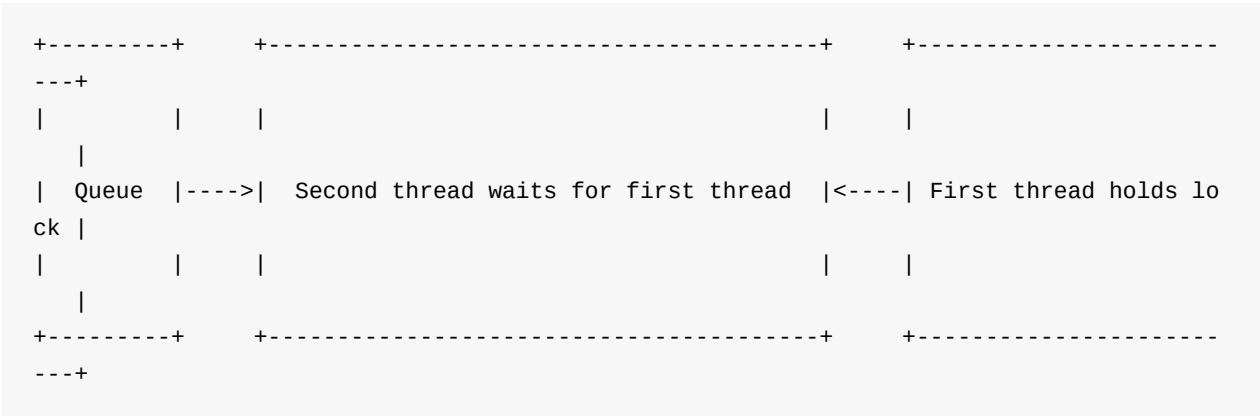 +---------+     +----------------------------------------+     +----------------------
---+
|         |     |                                        |     |
   |
|  Queue  |---->|  Second thread waits for first thread  |<----| First thread holds lo
ck |
|         |     |                                        |     |
   |
+---------+     +----------------------------------------+     +----------------------
---+